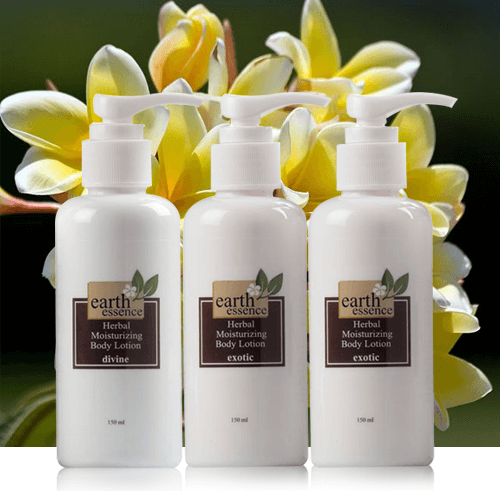 earth
essence
Herbal
Moisturizing
Body Lotion
divine
150 ml
earth
essence
Herbal
Moisturizing
Body Lotion
exotic
150 ml
earth
essence
Herbal
Moisturizing
Body Lotion
exotic
150 ml